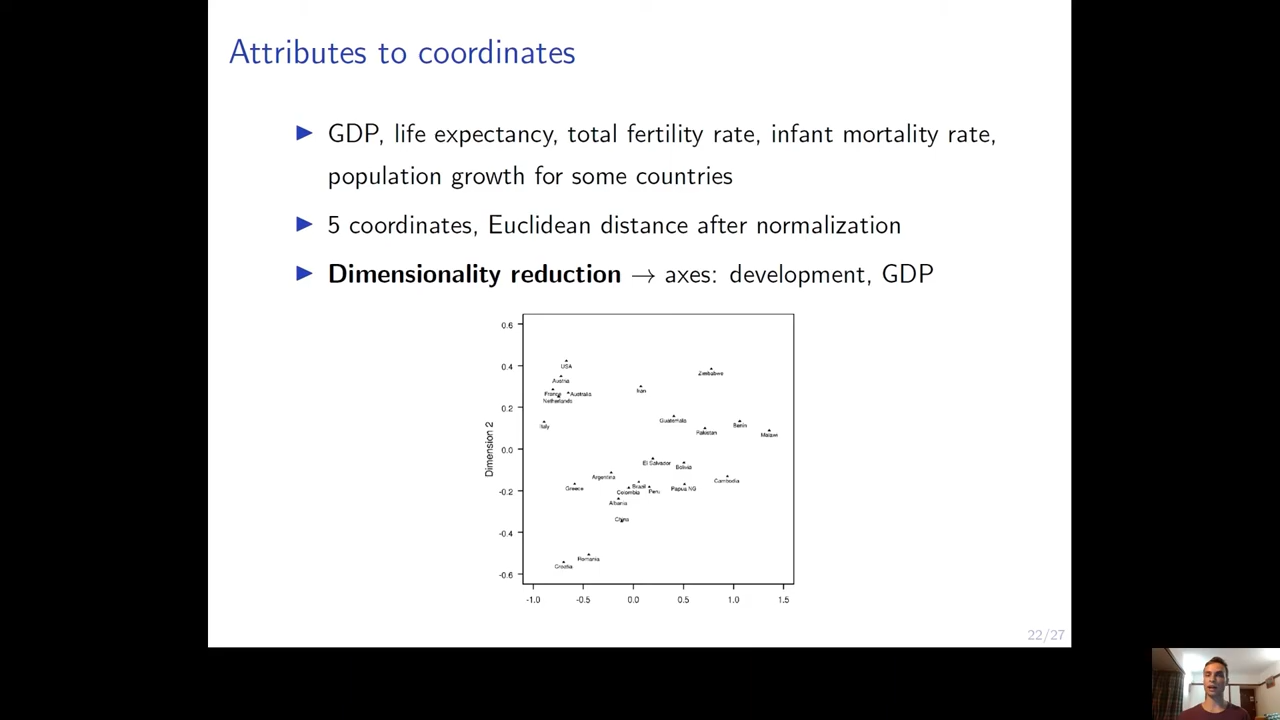 Attributes to coordinates
▶ GDP, life expectancy, total fertility rate, infant mortality rate,
population growth for some countries
▶ 5 coordinates, Euclidean distance after normalization
▶ Dimensionality reduction → axes: development, GDP
0.6
0.4
0.2
0.0
-0.2
-0.4
-0.6
Dimension 2
USA
Austria
France
Australia
Netherlands
Italy
Iran
Zimbabwe
Guatemala
Pakistan
Benin
Malawi
El Salvador
Bolivia
Argentina
Greece
Brazil
Colombia
Peru
Papua NG
Cambodia
Albania
China
Romania
Croatia
-1.0 -0.5 0.0 0.5 1.0 1.5
22/27